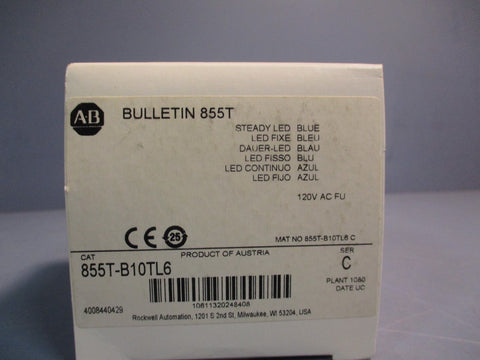 A-B
BULLETIN 855T
STEADY LED BLUE
LED FIXE BLEU
DAUER-LED BLAU
LED FISSO BLU
LED CONTINUO AZUL
LED FIJO AZUL
120V AC FU
CE 25
MAT NO 855T-B10TL6 C
PRODUCT OF AUSTRIA
CAT
855T-B10TL6
SER
C
PLANT 1080
DATE UC
4008440429
10611320248408
Rockwell Automation, 1201 S 2nd St, Milwaukee, WI 53204, USA